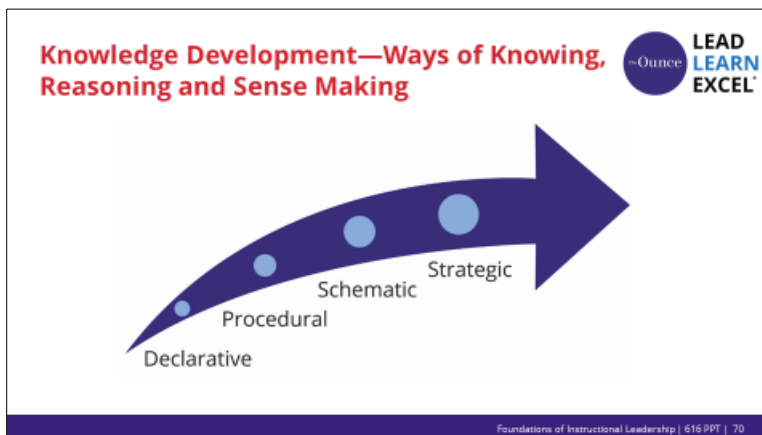 Knowledge Development—Ways of Knowing,
Reasoning and Sense Making
the Ounce
LEAD
LEARN
EXCEL®
Strategic
Schematic
Procedural
Declarative
Foundations of Instructional Leadership | 616 PPT | 70